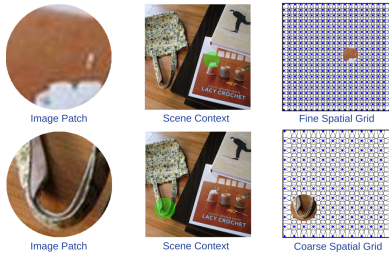 Image Patch
Scene Context
Fine Spatial Grid
LACY CROCHET
Image Patch
Scene Context
Coarse Spatial Grid
LACY CROCHET